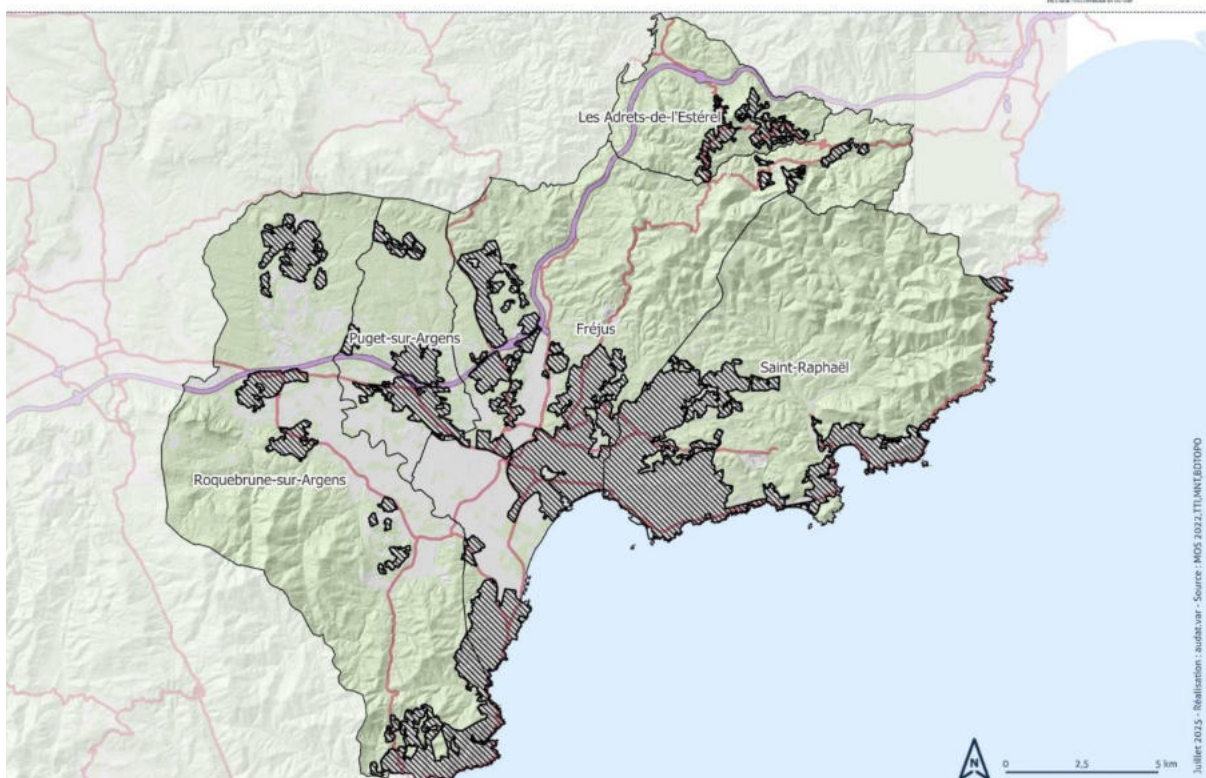 Les Adrets-de-l'Estérel
Fréjus
Puget-sur-Argens
Saint-Raphaël
Roquebrune-sur-Argens
N
0 2,5 5 km
Juillet 2025 - Réalisation : audat.var - Source : MOS 2022,TTI,MNT,BDTOPO